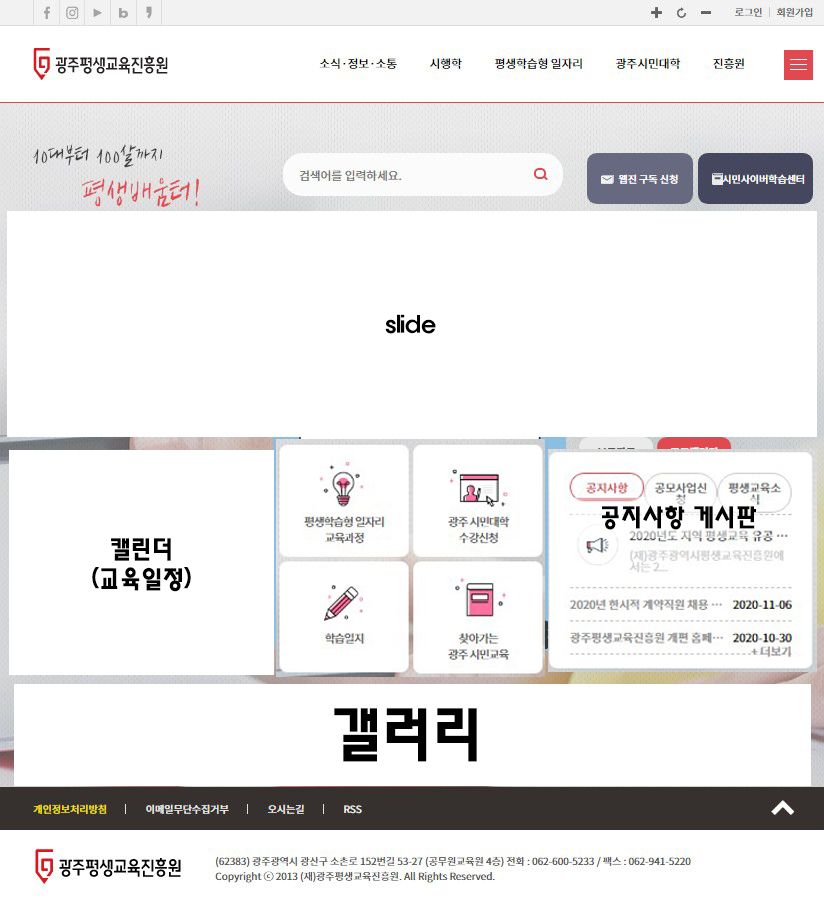 로그인 회원가입
광주평생교육진흥원
소식·정보·소통 시행학 평생학습형 일자리 광주시민대학 진흥원
10대부터 100살까지
평생배움터!
검색어를 입력하세요.
웹진 구독 신청
시민사이버학습센터
slide
캘린더
(교육일정)
평생학습형 일자리
교육과정
광주 시민대학
수강신청
학습일지
찾아가는
광주 시민교육
공지사항
공모사업신
청
평생교육소
식
공지사항 게시판
2020년도 지역 평생교육 유공 ···
(재)광주광역시평생교육진흥원에
서는 2...
2020년 한시적 계약직원 채용 ··· 2020-11-06
광주평생교육진흥원 개편 홈페··· 2020-10-30
+ 더보기
갤러리
개인정보처리방침 이메일무단수집거부 오시는길 RSS
광주평생교육진흥원
(62383) 광주광역시 광산구 소촌로 152번길 53-27 (공무원교육원 4층) 전화 : 062-600-5233 / 팩스 : 062-941-5220
Copyright ⓒ 2013 (재)광주평생교육진흥원. All Rights Reserved.